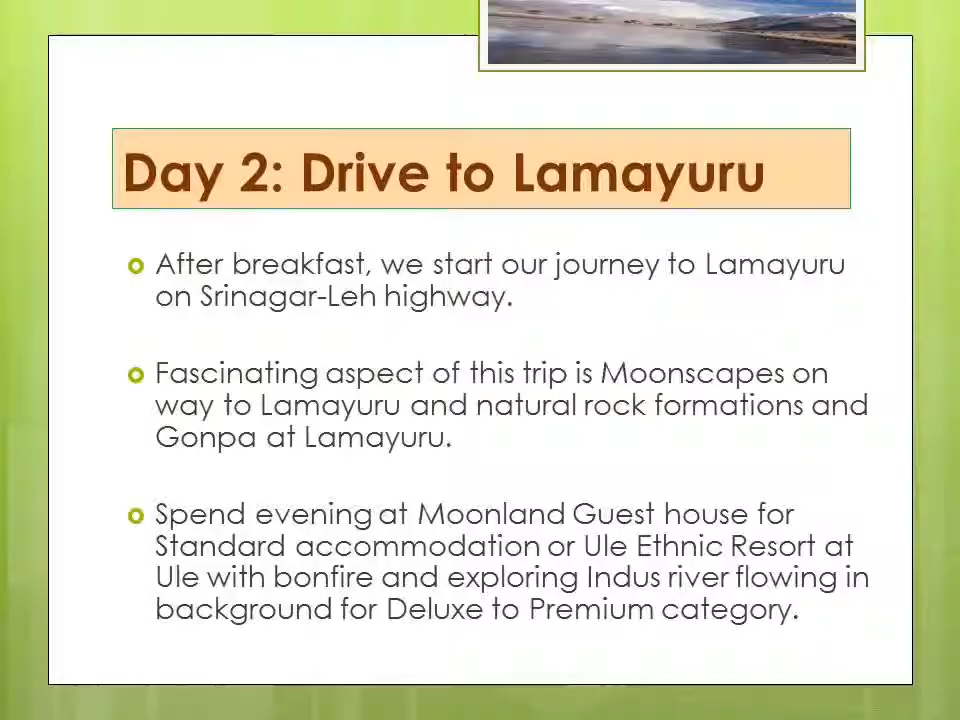 Day 2: Drive to Lamayuru
After breakfast, we start our journey to Lamayuru
on Srinagar-Leh highway.
Fascinating aspect of this trip is Moonscapes on
way to Lamayuru and natural rock formations and
Gonpa at Lamayuru.
Spend evening at Moonland Guest house for
Standard accommodation or Ule Ethnic Resort at
Ule with bonfire and exploring Indus river flowing in
background for Deluxe to Premium category.